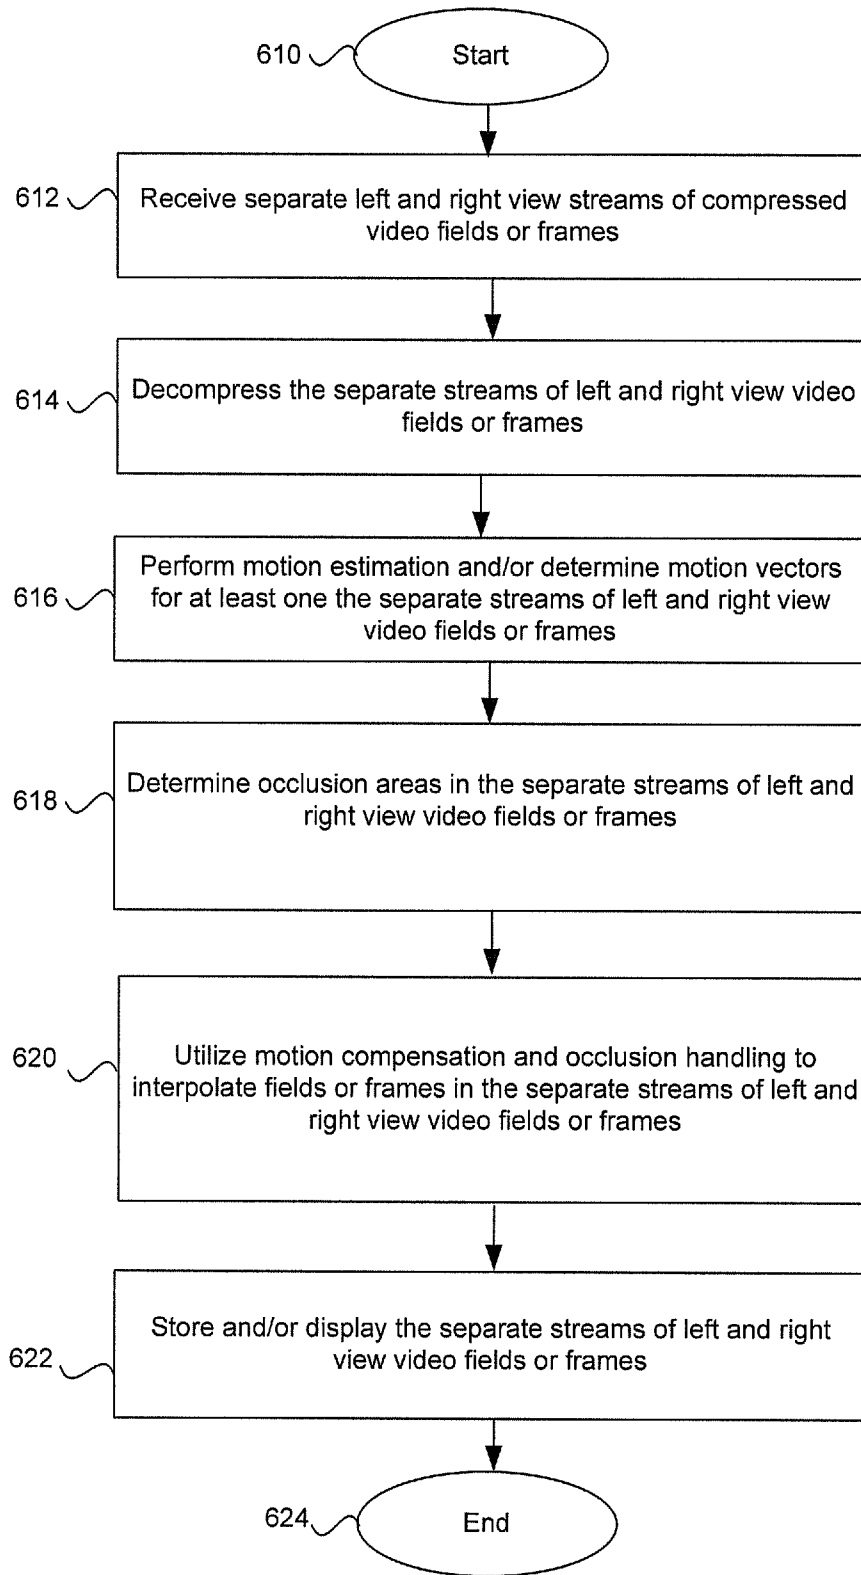 610
Start
612
Receive separate left and right view streams of compressed
video fields or frames
614
Decompress the separate streams of left and right view video
fields or frames
616
Perform motion estimation and/or determine motion vectors
for at least one the separate streams of left and right view
video fields or frames
618
Determine occlusion areas in the separate streams of left and
right view video fields or frames
620
Utilize motion compensation and occlusion handling to
interpolate fields or frames in the separate streams of left and
right view video fields or frames
622
Store and/or display the separate streams of left and right
view video fields or frames
624
End